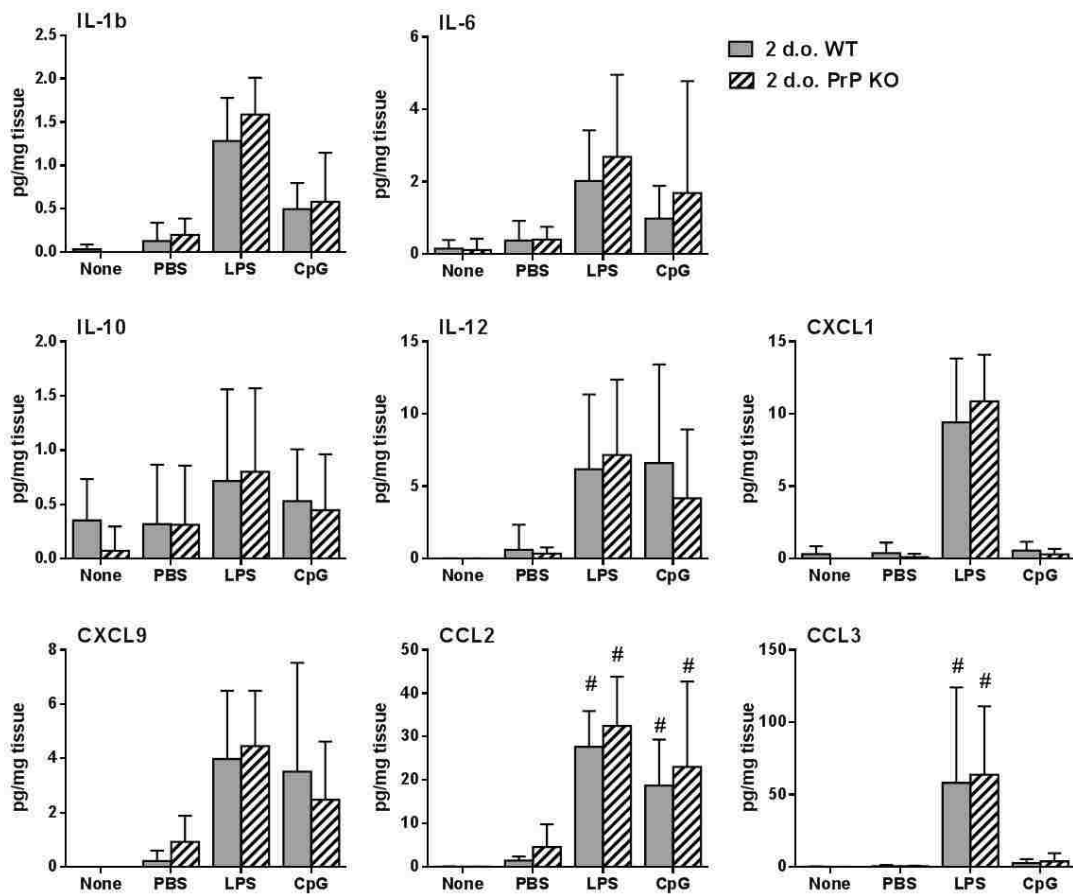 IL-1b
pg/mg tissue
2.5
2.0
1.5
1.0
0.5
0.0
None PBS LPS CpG
IL-6
pg/mg tissue
6
4
2
0
None PBS LPS CpG
2 d.o. WT
2 d.o. PrP KO
IL-10
pg/mg tissue
2.0
1.5
1.0
0.5
0.0
None PBS LPS CpG
IL-12
pg/mg tissue
15
10
5
0
None PBS LPS CpG
CXCL1
pg/mg tissue
15
10
5
0
None PBS LPS CpG
CXCL9
pg/mg tissue
8
6
4
2
0
None PBS LPS CpG
CCL2
pg/mg tissue
50
40
30
20
10
0
# # # #
None PBS LPS CpG
CCL3
pg/mg tissue
150
100
50
0
# #
None PBS LPS CpG